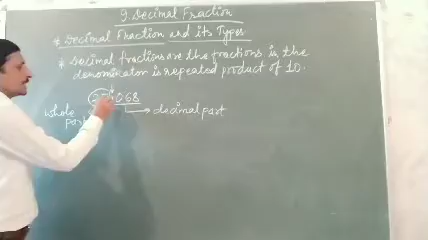 9. Decimal Fraction
* Decimal Fraction and its Types
* Decimal fractions are the fractions in the
denominator is repeated product of 10.
068
whole
part
decimal part